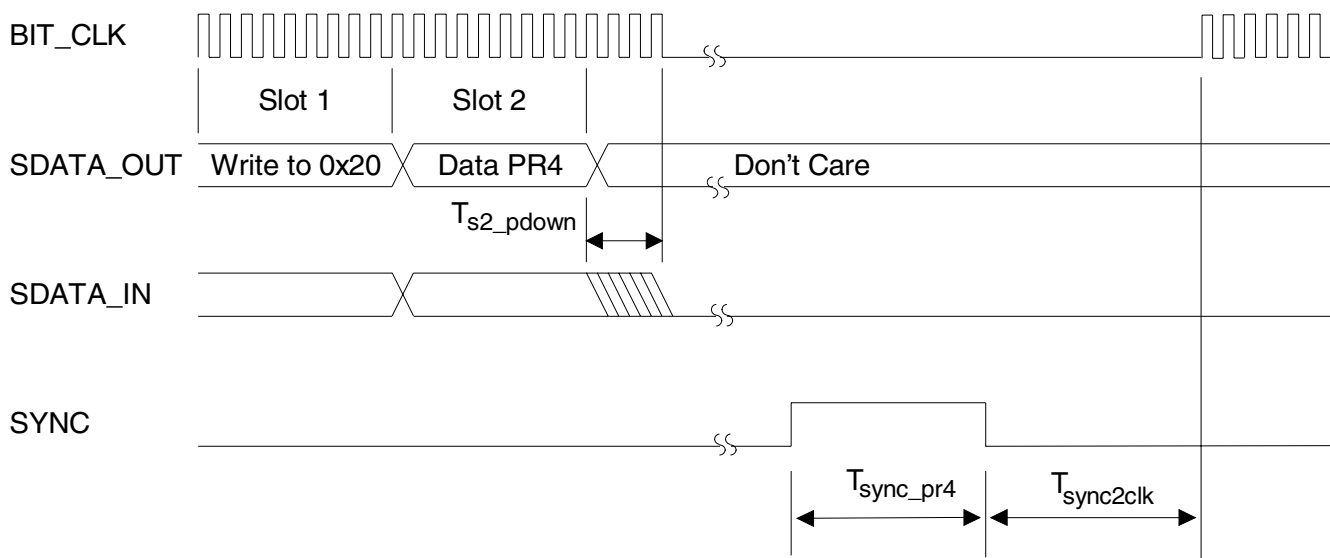 BIT_CLK
Slot 1 Slot 2
SDATA_OUT Write to 0x20 Data PR4 Don't Care
Ts2_pdown
SDATA_IN
SYNC
Tsync_pr4 Tsync2clk